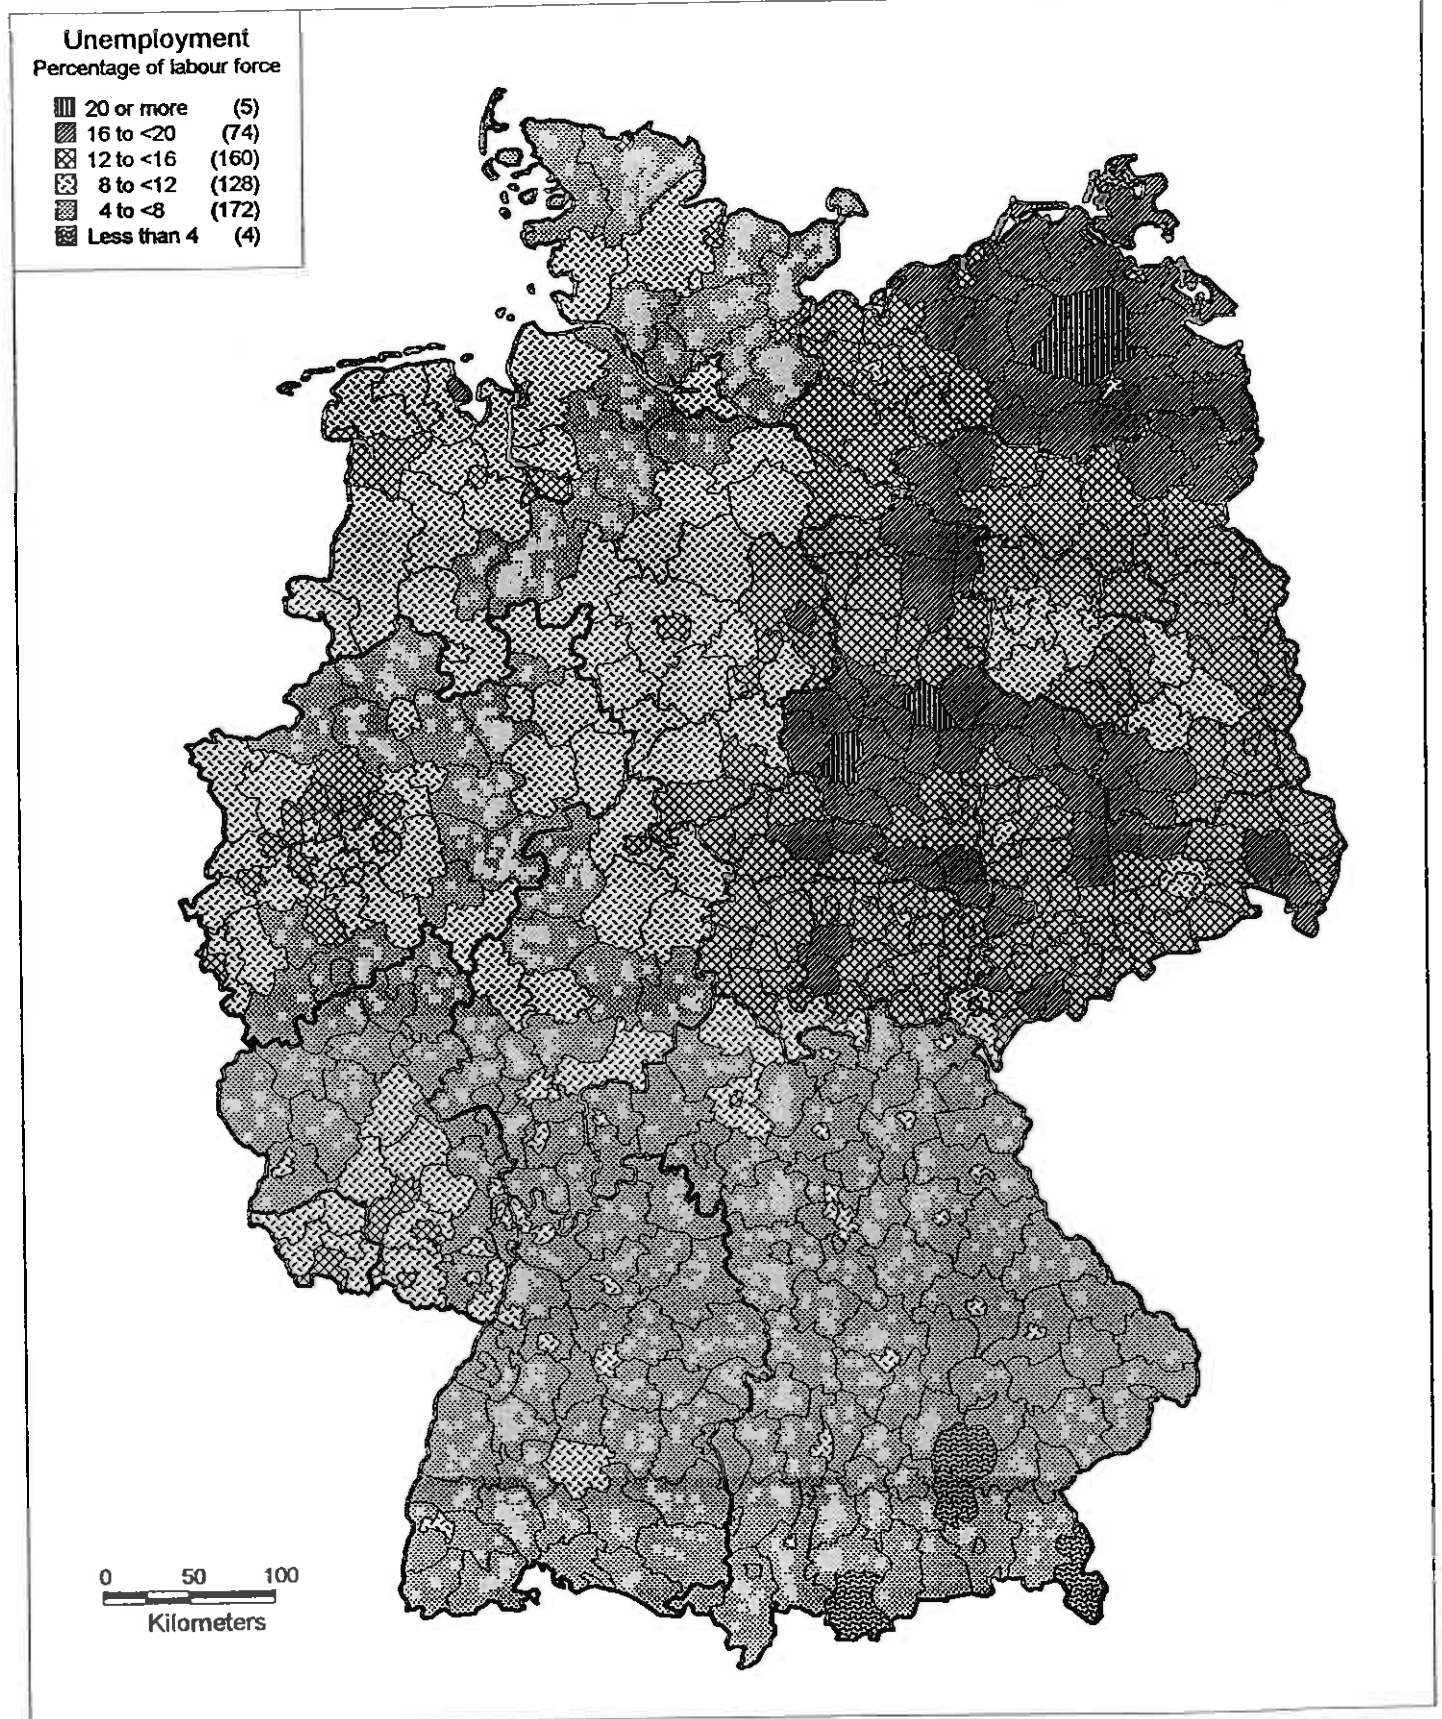 Unemployment
Percentage of labour force
20 or more (5)
16 to <20 (74)
12 to <16 (160)
8 to <12 (128)
4 to <8 (172)
Less than 4 (4)
0 50 100
Kilometers